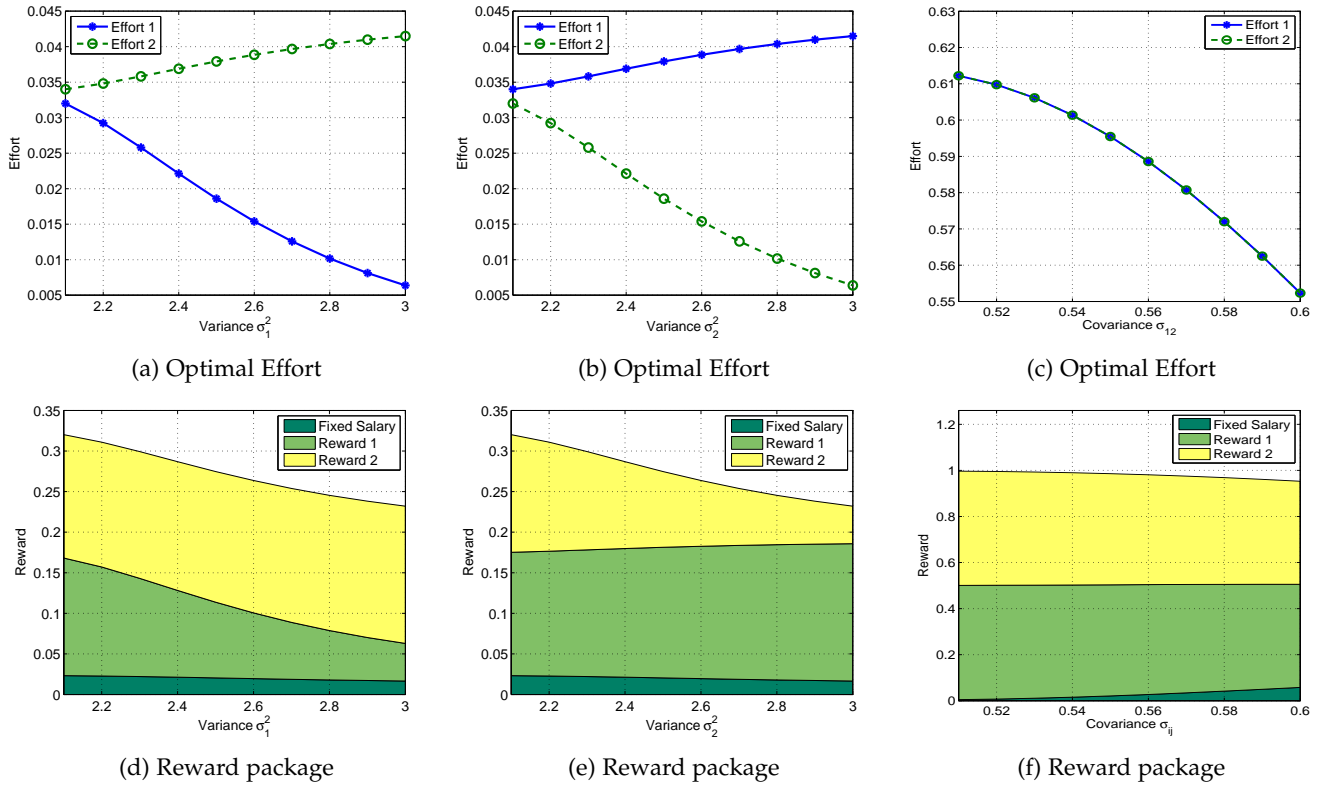 0.045
0.04
0.035
0.03
0.025
0.02
0.015
0.01
0.005
Effort
Effort 1
Effort 2
2.2 2.4 2.6 2.8 3
Variance σ₁²
(a) Optimal Effort
0.045
0.04
0.035
0.03
0.025
0.02
0.015
0.01
0.005
Effort
Effort 1
Effort 2
2.2 2.4 2.6 2.8 3
Variance σ₂²
(b) Optimal Effort
0.63
0.62
0.61
0.6
0.59
0.58
0.57
0.56
0.55
Effort
Effort 1
Effort 2
0.52 0.54 0.56 0.58 0.6
Covariance σ₁₂
(c) Optimal Effort
0.35
0.3
0.25
0.2
0.15
0.1
0.05
0
Reward
Fixed Salary
Reward 1
Reward 2
2.2 2.4 2.6 2.8 3
Variance σ₁²
(d) Reward package
0.35
0.3
0.25
0.2
0.15
0.1
0.05
0
Reward
Fixed Salary
Reward 1
Reward 2
2.2 2.4 2.6 2.8 3
Variance σ₂²
(e) Reward package
1.2
1
0.8
0.6
0.4
0.2
0
Reward
Fixed Salary
Reward 1
Reward 2
0.52 0.54 0.56 0.58 0.6
Covariance σᵢⱼ
(f) Reward package